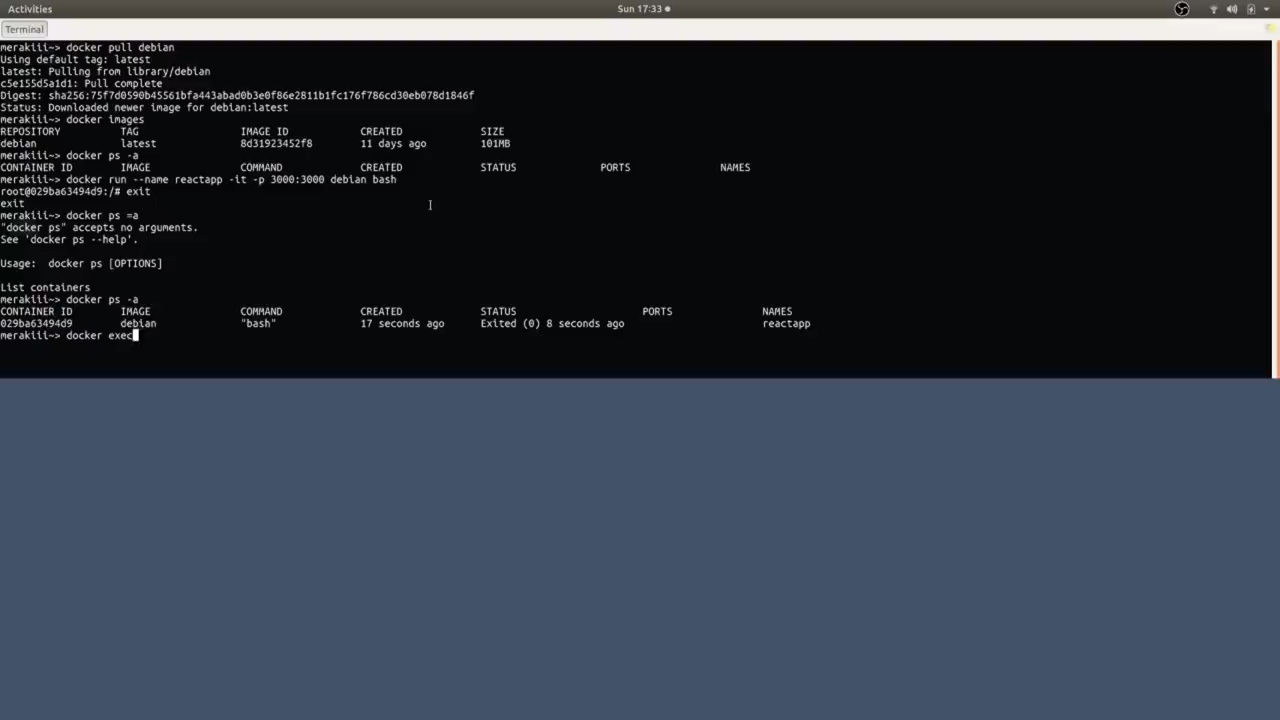 Activities
Sun 17:33
Terminal
merakiii~> docker pull debian
Using default tag: latest
latest: Pulling from library/debian
c5e155d5a1d1: Pull complete
Digest: sha256:75f7d0590b45561bfa443abad0b3e0f86e2811b1fc176f786cd30eb078d1846f
Status: Downloaded newer image for debian:latest
merakiii~> docker images
REPOSITORY TAG IMAGE ID CREATED SIZE
debian latest 8d31923452f8 11 days ago 101MB
merakiii~> docker ps -a
CONTAINER ID IMAGE COMMAND CREATED STATUS PORTS NAMES
merakiii~> docker run --name reactapp -it -p 3000:3000 debian bash
root@029ba63494d9:/# exit
exit
merakiii~> docker ps =a
"docker ps" accepts no arguments.
See 'docker ps --help'.
Usage:  docker ps [OPTIONS]
List containers
merakiii~> docker ps -a
CONTAINER ID IMAGE COMMAND CREATED STATUS PORTS NAMES
029ba63494d9 debian "bash" 17 seconds ago Exited (0) 8 seconds ago reactapp
merakiii~> docker exec